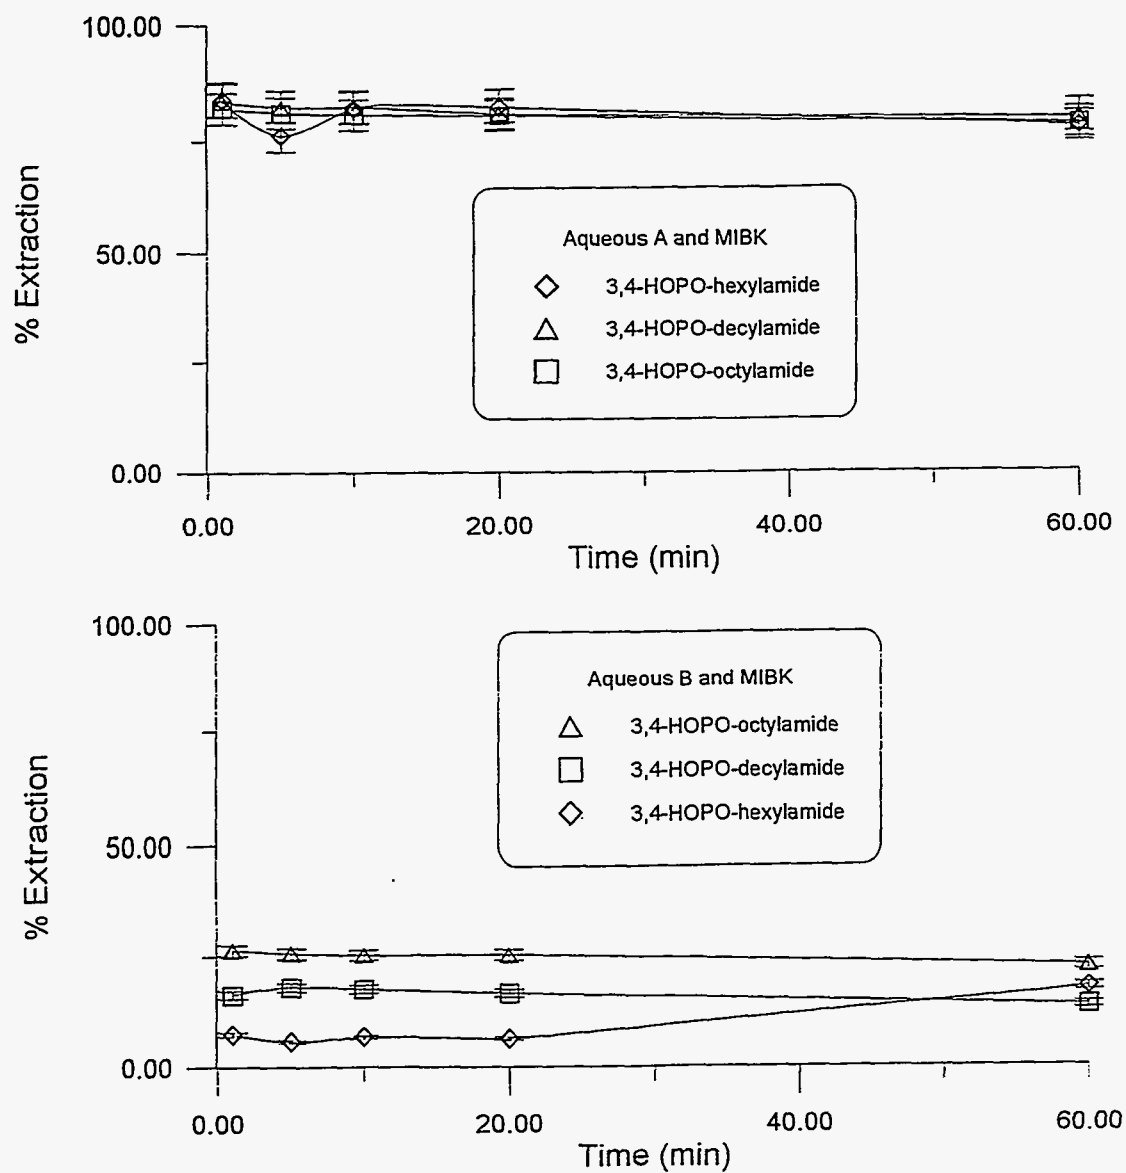 100.00
50.00
0.00
% Extraction
Aqueous A and MIBK
3,4-HOPO-hexylamide
3,4-HOPO-decylamide
3,4-HOPO-octylamide
0.00 20.00 40.00 60.00
Time (min)
100.00
50.00
0.00
% Extraction
Aqueous B and MIBK
3,4-HOPO-octylamide
3,4-HOPO-decylamide
3,4-HOPO-hexylamide
0.00 20.00 40.00 60.00
Time (min)